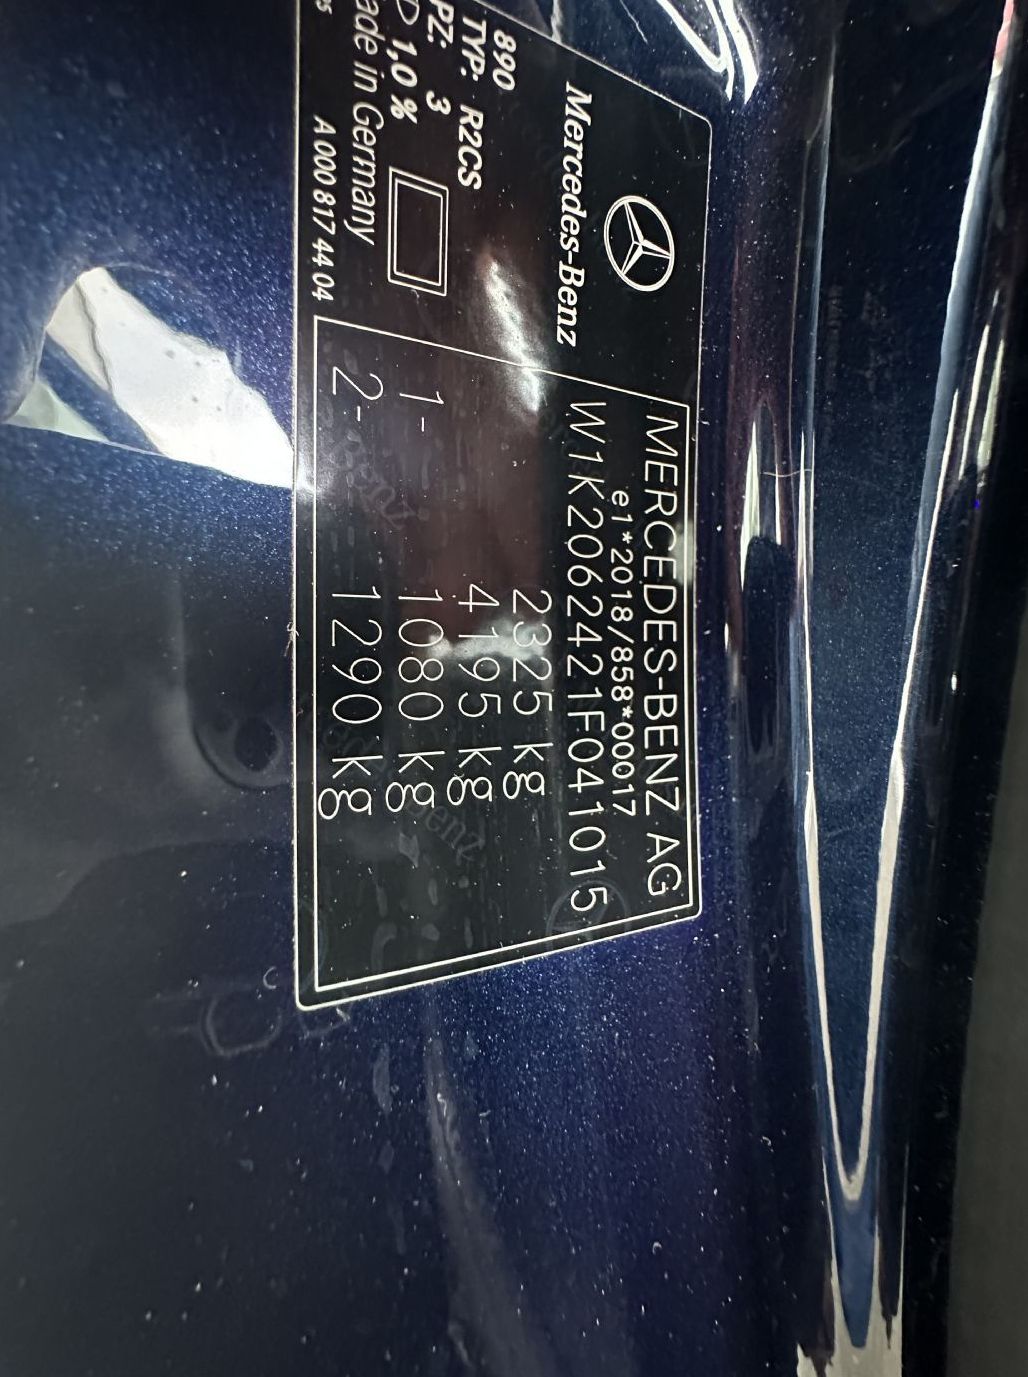 Mercedes-Benz
890
TYP: R2CS
PZ: 3
D 1,0 %
ade in Germany
A 000 817 44 04
MERCEDES-BENZ AG
e1*2018/858*00017
W1K2062421F041015
2325 kg
4195 kg
1- 1080 kg
2- 1290 kg